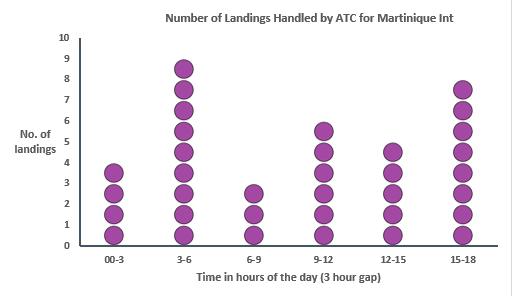 Number of Landings Handled by ATC for Martinique Int
10
9
8
7
6
5
4
3
2
1
0
No. of
landings
00-3 3-6 6-9 9-12 12-15 15-18
Time in hours of the day (3 hour gap)